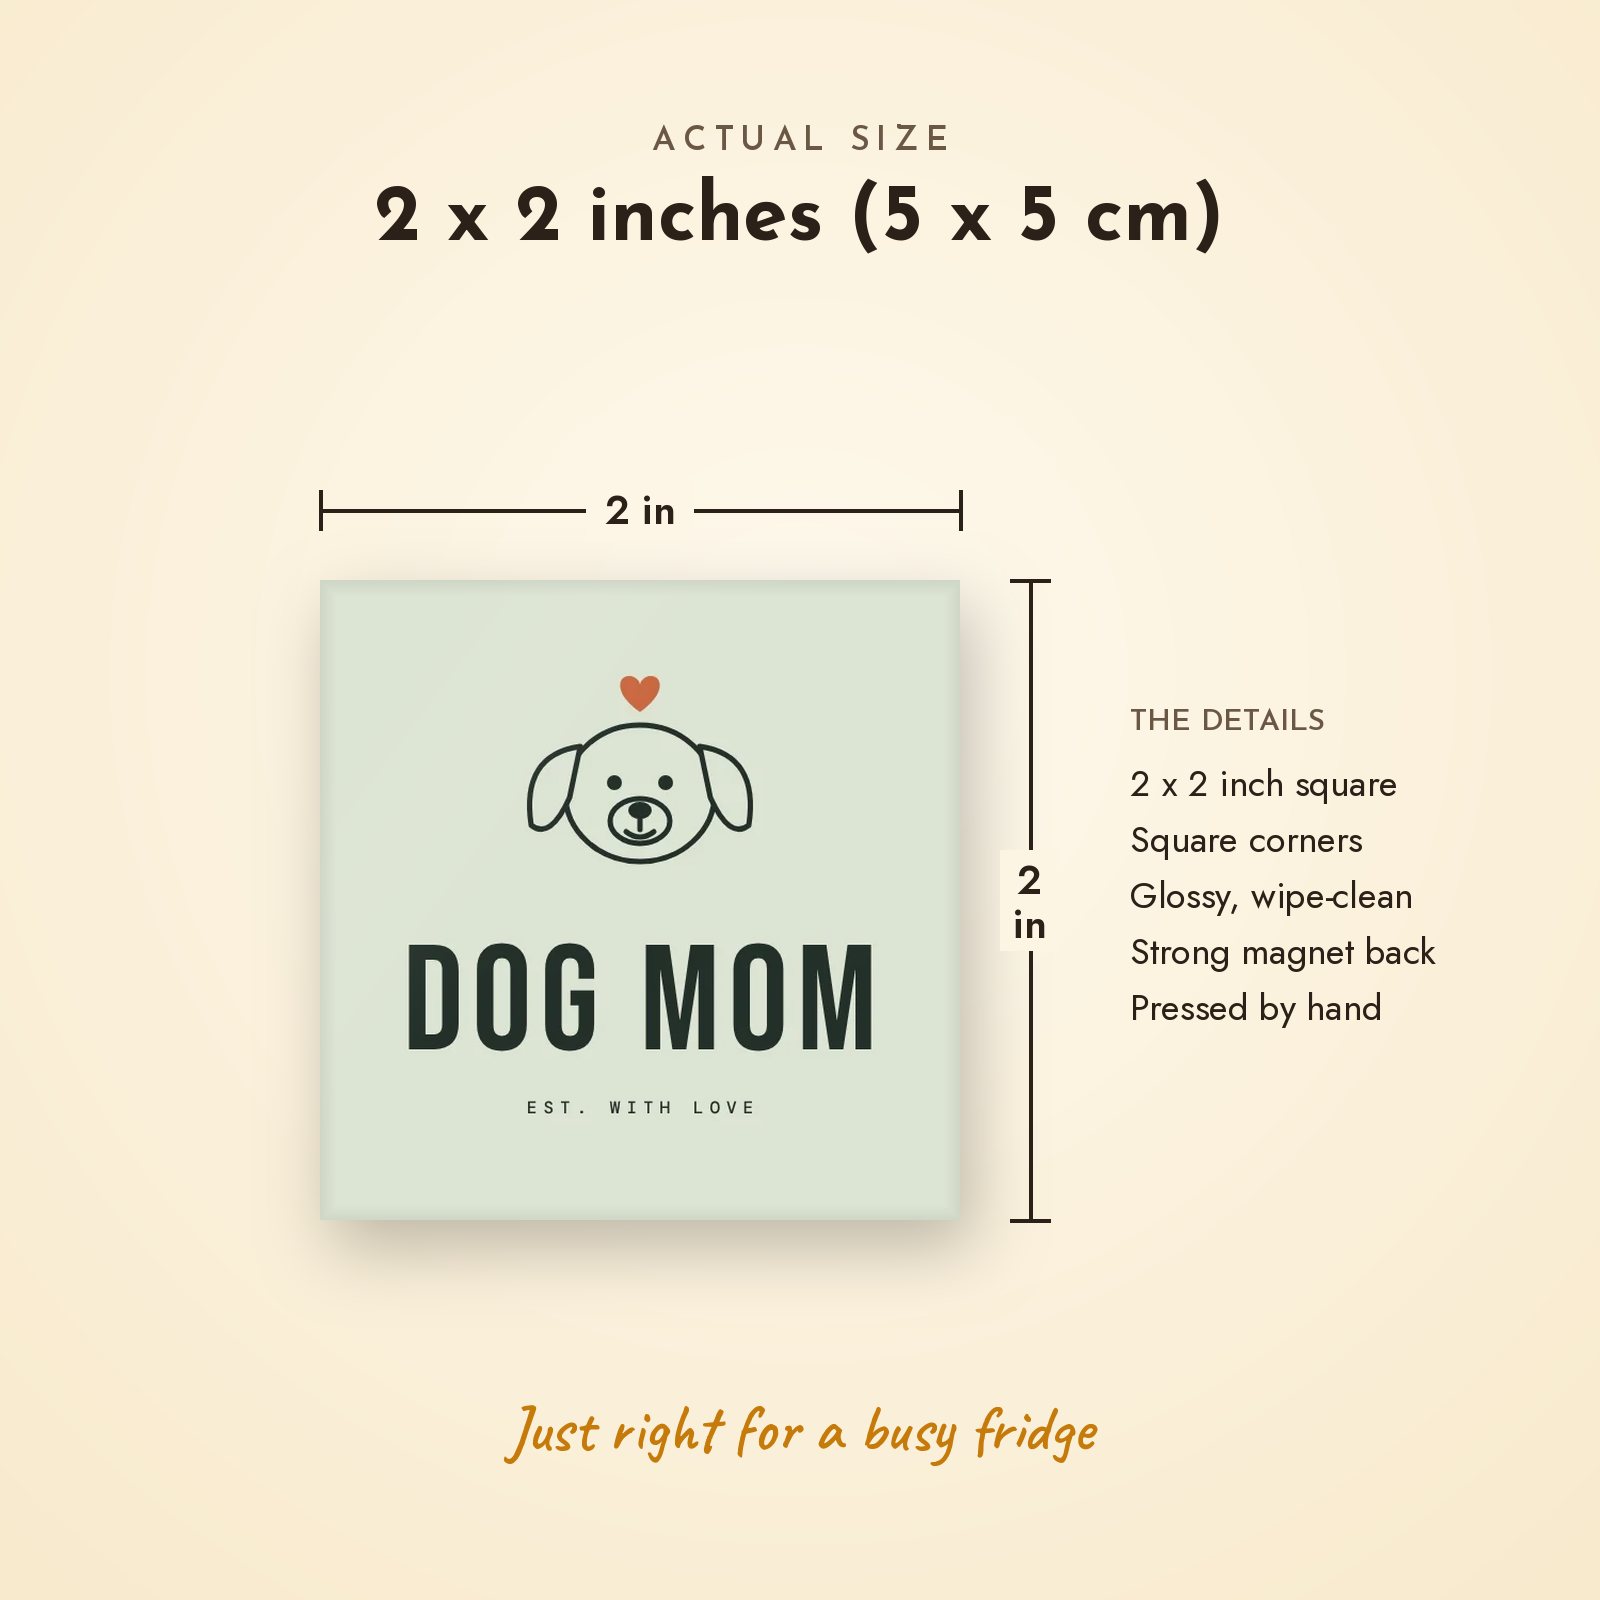 ACTUAL SIZE
2 x 2 inches (5 x 5 cm)
2 in
DOG MOM
EST. WITH LOVE
2
in
THE DETAILS
2 x 2 inch square
Square corners
Glossy, wipe-clean
Strong magnet back
Pressed by hand
Just right for a busy fridge